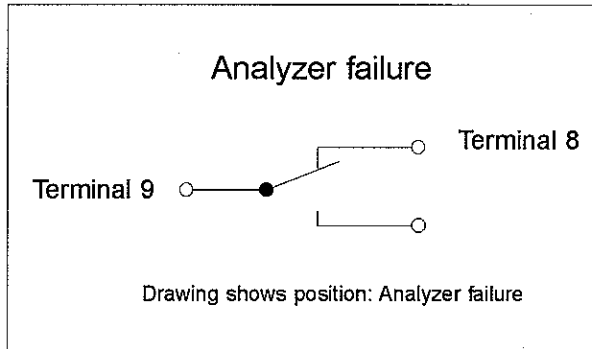 Analyzer failure
Terminal 8
Terminal 9
Drawing shows position: Analyzer failure